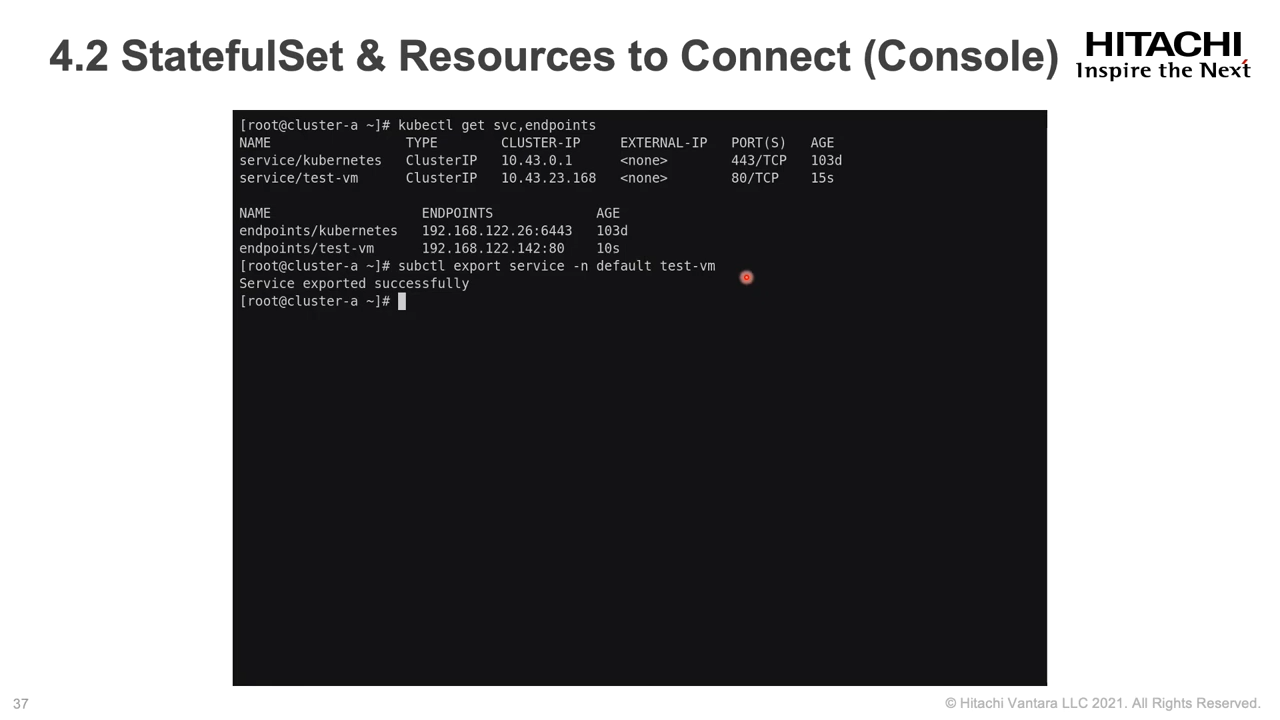 4.2 StatefulSet & Resources to Connect (Console)
HITACHI
Inspire the Next
[root@cluster-a ~]# kubectl get svc,endpoints
NAME TYPE CLUSTER-IP EXTERNAL-IP PORT(S) AGE
service/kubernetes ClusterIP 10.43.0.1 <none> 443/TCP 103d
service/test-vm ClusterIP 10.43.23.168 <none> 80/TCP 15s
NAME ENDPOINTS AGE
endpoints/kubernetes 192.168.122.26:6443 103d
endpoints/test-vm 192.168.122.142:80 10s
[root@cluster-a ~]# subctl export service -n default test-vm
Service exported successfully
[root@cluster-a ~]#
37
© Hitachi Vantara LLC 2021. All Rights Reserved.